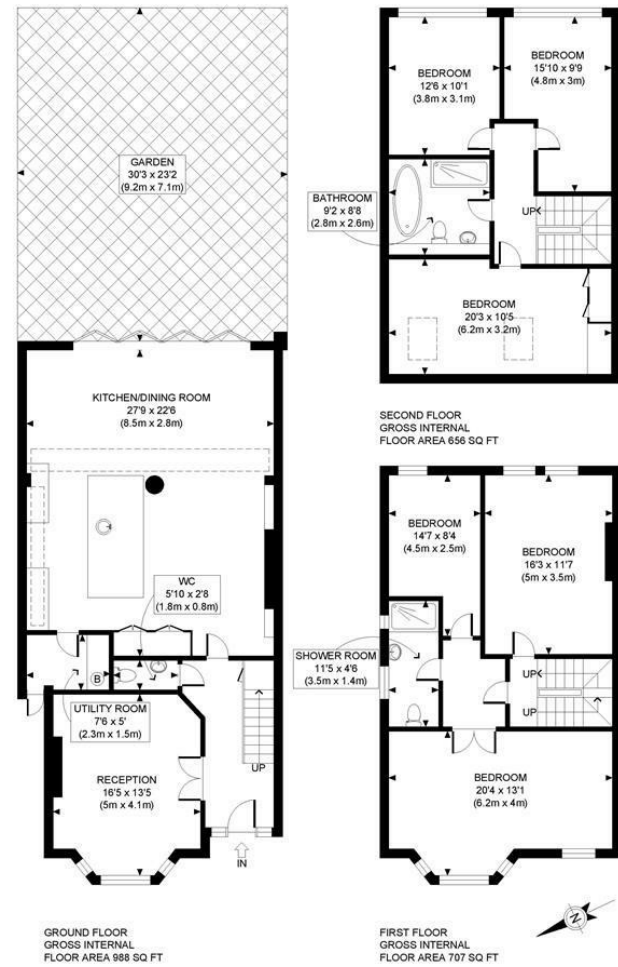 GARDEN
30'3 x 23'2
(9.2m x 7.1m)
KITCHEN/DINING ROOM
27'9 x 22'6
(8.5m x 2.8m)
WC
5'10 x 2'8
(1.8m x 0.8m)
B
UTILITY ROOM
7'6 x 5'
(2.3m x 1.5m)
RECEPTION
16'5 x 13'5
(5m x 4.1m)
UP
IN
GROUND FLOOR
GROSS INTERNAL
FLOOR AREA 988 SQ FT
BEDROOM
12'6 x 10'1
(3.8m x 3.1m)
BEDROOM
15'10 x 9'9
(4.8m x 3m)
BATHROOM
9'2 x 8'8
(2.8m x 2.6m)
UP
BEDROOM
20'3 x 10'5
(6.2m x 3.2m)
SECOND FLOOR
GROSS INTERNAL
FLOOR AREA 656 SQ FT
BEDROOM
14'7 x 8'4
(4.5m x 2.5m)
BEDROOM
16'3 x 11'7
(5m x 3.5m)
SHOWER ROOM
11'5 x 4'6
(3.5m x 1.4m)
UP
UP
BEDROOM
20'4 x 13'1
(6.2m x 4m)
FIRST FLOOR
GROSS INTERNAL
FLOOR AREA 707 SQ FT
N